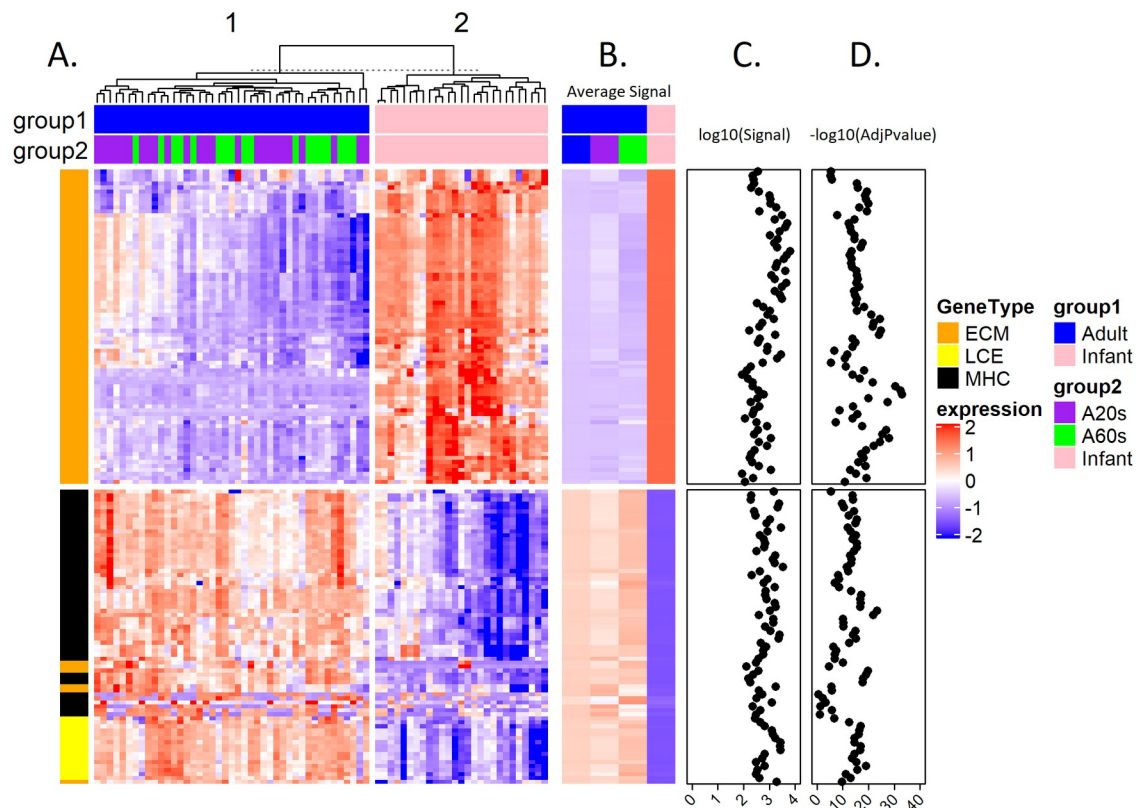 A.
1
2
B.
C.
D.
Average Signal
group1
group2
log10(Signal)
-log10(AdjPvalue)
GeneType
ECM
LCE
MHC
expression
2
1
0
-1
-2
group1
Adult
Infant
group2
A20s
A60s
Infant
0
1
2
3
4
0
10
20
30
40